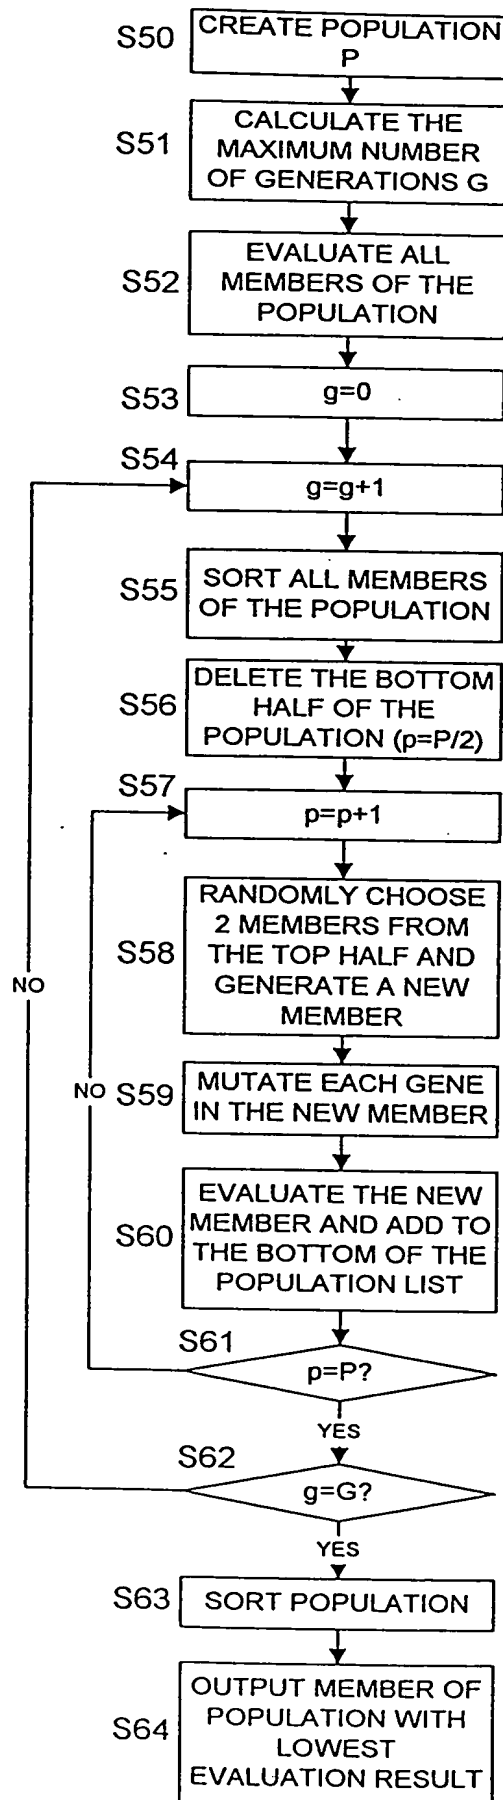 S50
CREATE POPULATION
P
S51
CALCULATE THE
MAXIMUM NUMBER
OF GENERATIONS G
S52
EVALUATE ALL
MEMBERS OF THE
POPULATION
S53
g=0
S54
g=g+1
S55
SORT ALL MEMBERS
OF THE POPULATION
S56
DELETE THE BOTTOM
HALF OF THE
POPULATION (p=P/2)
S57
p=p+1
S58
RANDOMLY CHOOSE
2 MEMBERS FROM
THE TOP HALF AND
GENERATE A NEW
MEMBER
NO
NO
S59
MUTATE EACH GENE
IN THE NEW MEMBER
S60
EVALUATE THE NEW
MEMBER AND ADD TO
THE BOTTOM OF THE
POPULATION LIST
S61
p=P?
YES
S62
g=G?
YES
S63
SORT POPULATION
S64
OUTPUT MEMBER OF
POPULATION WITH
LOWEST
EVALUATION RESULT